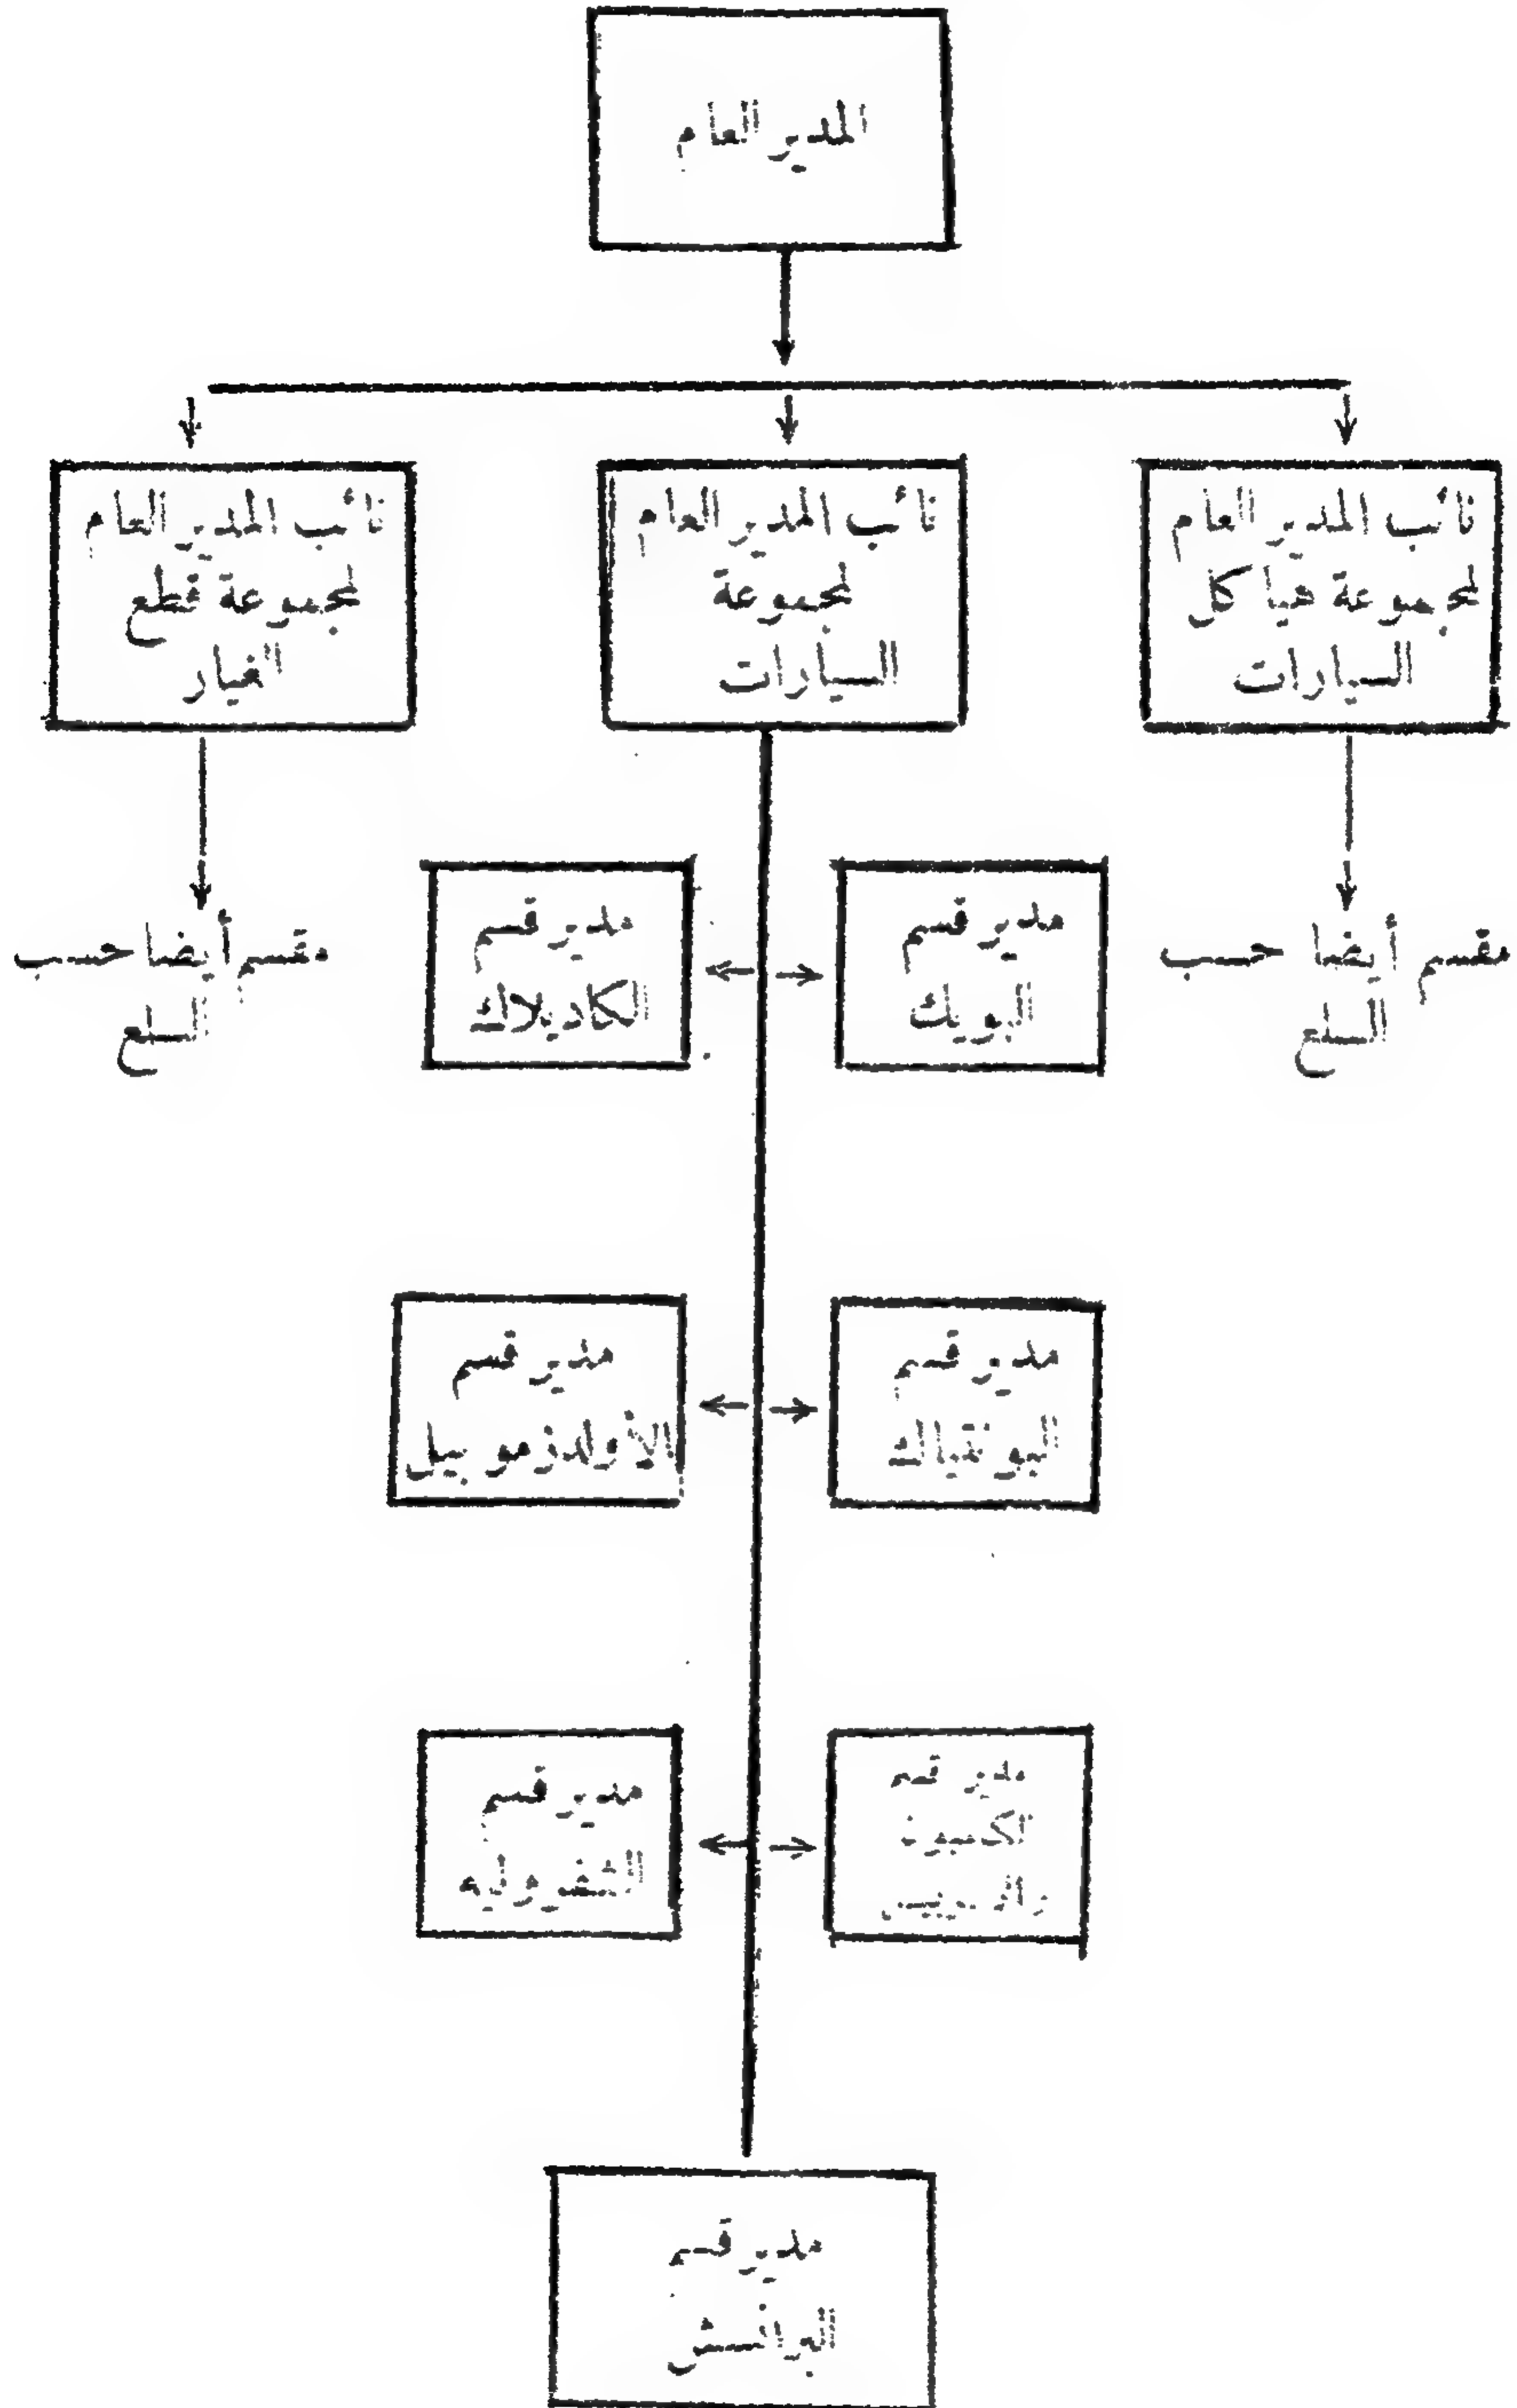 المدير العام
نائب المدير العام
لمجموعة هياكل
السيارات
نائب المدير العام
لمجموعة
السيارات
نائب المدير العام
لمجموعة قطع
الغيار
مقسم أيضا حسب
السلع
مدير قسم
البويك
مدير قسم
الكاديلاك
مقسم أيضا حسب
السلع
مدير قسم
البونتياك
مدير قسم
الأولدزموبيل
مدير قسم
مدير قسم
الشفروليه
مدير قسم